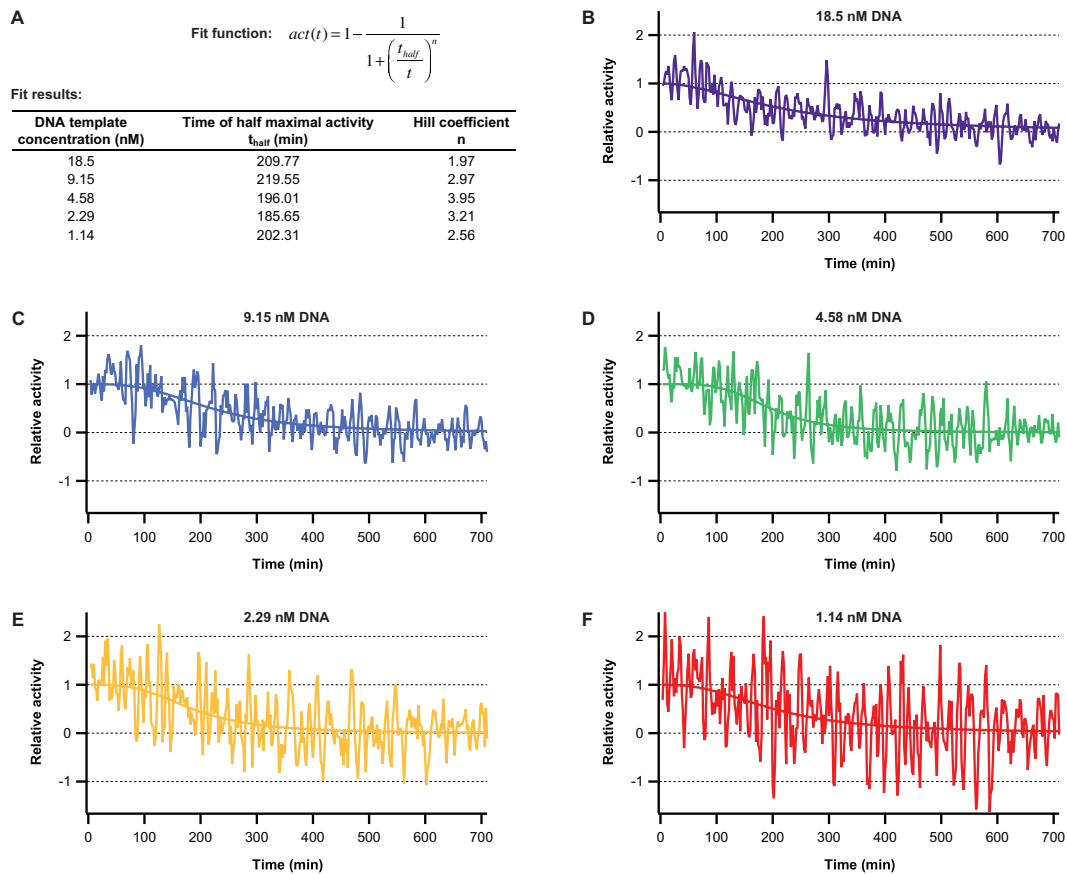 A
Fit function: act(t) = 1 - 1 / (1 + (t_half / t)^n)
Fit results:
DNA template concentration (nM) Time of half maximal activity t_half (min) Hill coefficient n
18.5 209.77 1.97
9.15 219.55 2.97
4.58 196.01 3.95
2.29 185.65 3.21
1.14 202.31 2.56
B
18.5 nM DNA
Relative activity
2
1
0
-1
0 100 200 300 400 500 600 700
Time (min)
C
9.15 nM DNA
Relative activity
2
1
0
-1
0 100 200 300 400 500 600 700
Time (min)
D
4.58 nM DNA
Relative activity
2
1
0
-1
0 100 200 300 400 500 600 700
Time (min)
E
2.29 nM DNA
Relative activity
2
1
0
-1
0 100 200 300 400 500 600 700
Time (min)
F
1.14 nM DNA
Relative activity
2
1
0
-1
0 100 200 300 400 500 600 700
Time (min)